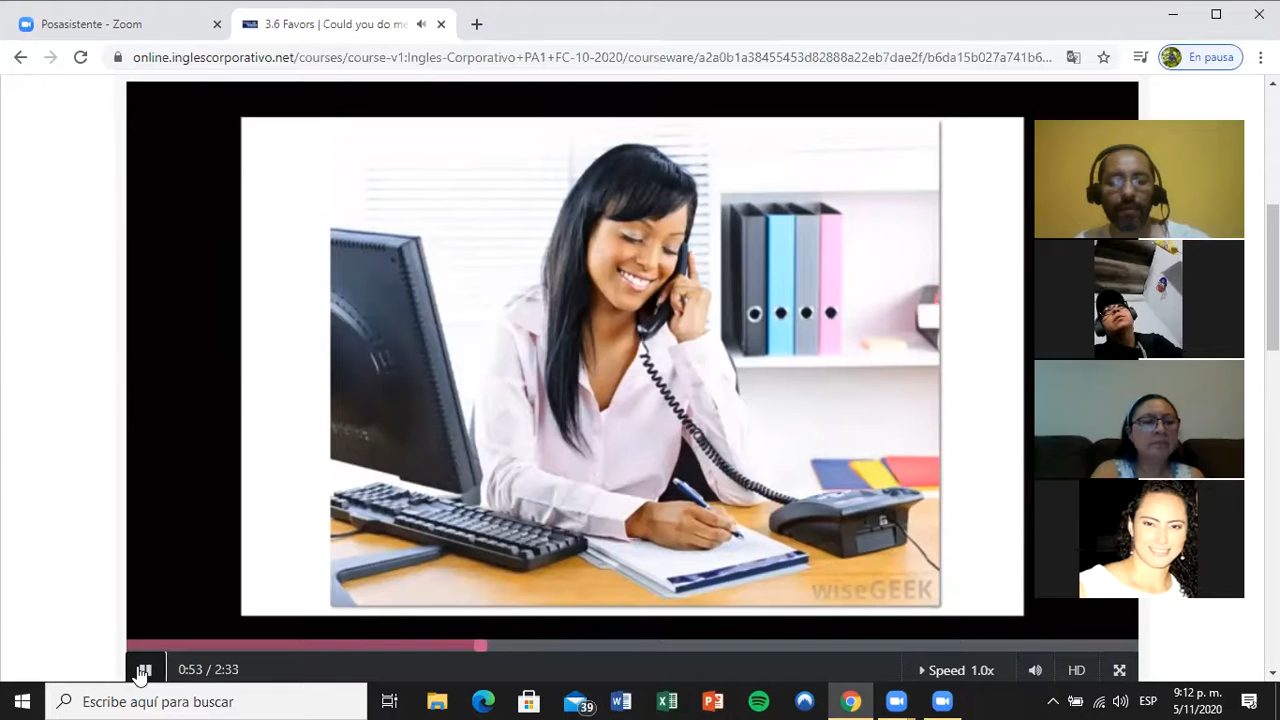 Posasistente - Zoom
3.6 Favors | Could you do me
online.inglescorporativo.net/courses/course-v1:Ingles_Corporativo+PA1+FC-10-2020/courseware/a2a0b1a38455453d82888a22eb7dae2f/b6da15b027a741b6...
En pausa
wiseGEEK
0:53 / 2:33
Speed 1.0x
HD
Escribe aquí para buscar
39
ESP
9:12 p. m.
5/11/2020